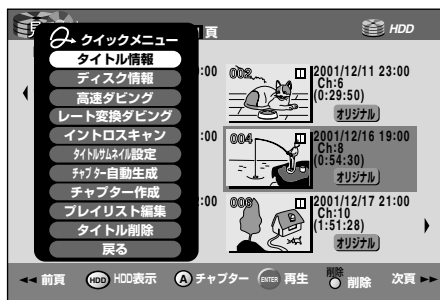 見
頁
HDD
クイックメニュー
タイトル情報
ディスク情報
高速ダビング
レート変換ダビング
イントロスキャン
タイトルサムネイル設定
チャプター自動生成
チャプター作成
プレイリスト編集
タイトル削除
戻る
:00
002
2001/12/11 23:00
Ch:6
(0:29:50)
オリジナル
:00
004
2001/12/16 19:00
Ch:8
(0:54:30)
オリジナル
:00
006
2001/12/17 21:00
Ch:10
(1:51:28)
オリジナル
前頁
HDD HDD表示
A チャプター
ENTER 再生
削除 削除
次頁